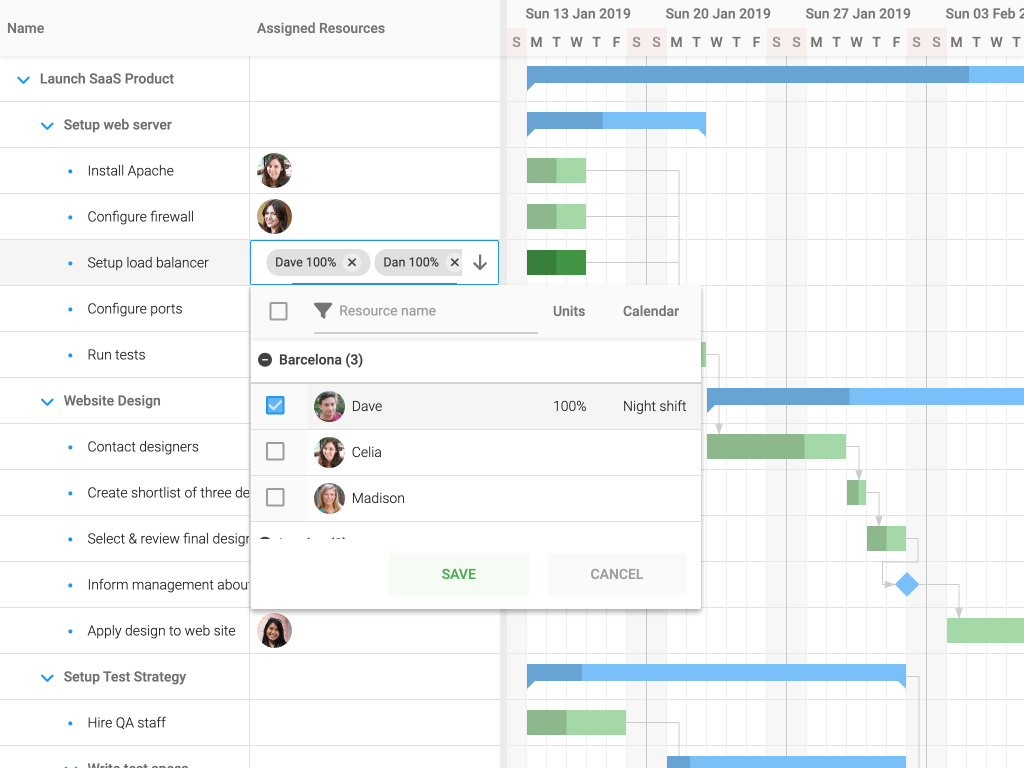 Name Assigned Resources
Sun 13 Jan 2019 Sun 20 Jan 2019 Sun 27 Jan 2019 Sun 03 Feb 2
S M T W T F S S M T W T F S S M T W T F S S M T W T
Launch SaaS Product
Setup web server
Install Apache
Configure firewall
Setup load balancer Dave 100% Dan 100%
Configure ports
Run tests
Website Design
Contact designers
Create shortlist of three de
Select & review final design
Inform management about
Apply design to web site
Setup Test Strategy
Hire QA staff
Write test specs
Resource name Units Calendar
Barcelona (3)
Dave 100% Night shift
Celia
Madison
SAVE CANCEL